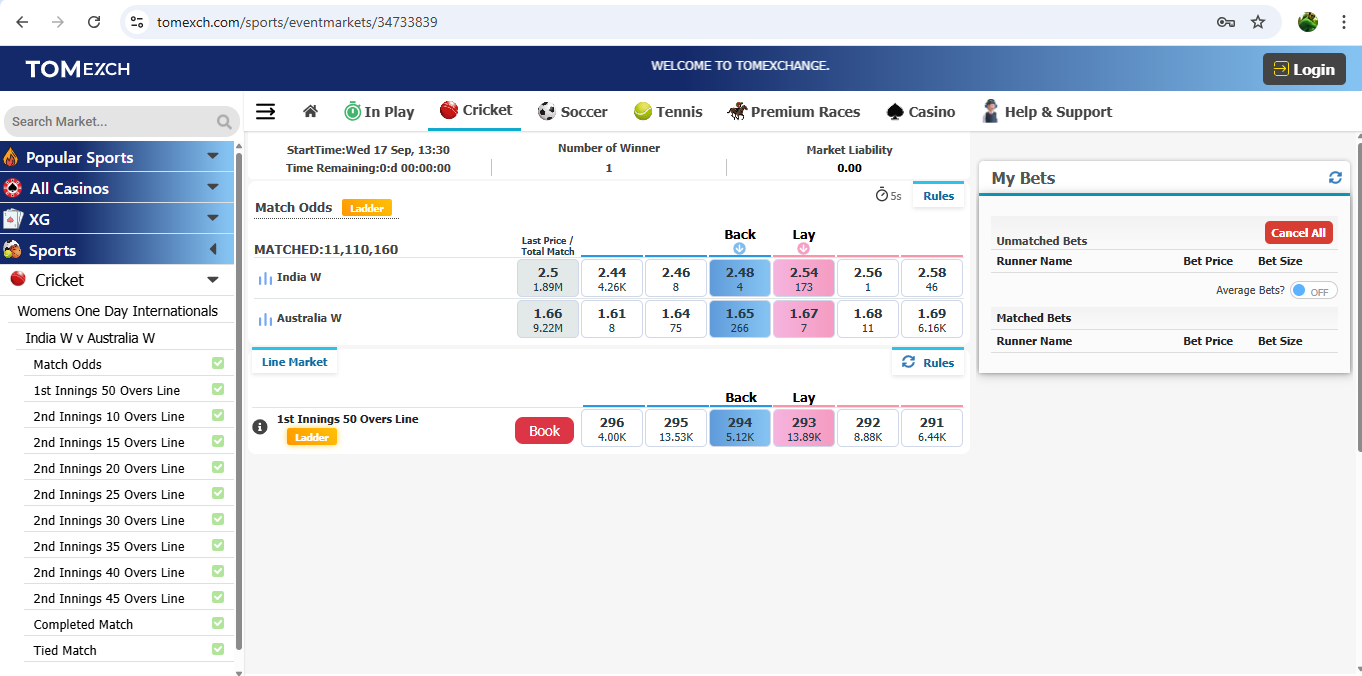 tomexch.com/sports/eventmarkets/34733839
TOMEXCH
WELCOME TO TOMEXCHANGE.
Login
Search Market...
In Play
Cricket
Soccer
Tennis
Premium Races
Casino
Help & Support
Popular Sports
All Casinos
XG
Sports
Cricket
Womens One Day Internationals
India W v Australia W
Match Odds
1st Innings 50 Overs Line
2nd Innings 10 Overs Line
2nd Innings 15 Overs Line
2nd Innings 20 Overs Line
2nd Innings 25 Overs Line
2nd Innings 30 Overs Line
2nd Innings 35 Overs Line
2nd Innings 40 Overs Line
2nd Innings 45 Overs Line
Completed Match
Tied Match
StartTime:Wed 17 Sep, 13:30
Time Remaining:0:d 00:00:00
Number of Winner
1
Market Liability
0.00
Match Odds Ladder
5s Rules
MATCHED:11,110,160
Last Price /
Total Match
Back Lay
India W
2.5 2.44 2.46 2.48 2.54 2.56 2.58
1.89M 4.26K 8 4 173 1 46
Australia W
1.66 1.61 1.64 1.65 1.67 1.68 1.69
9.22M 8 75 266 7 11 6.16K
Line Market
Rules
Back Lay
1st Innings 50 Overs Line
Ladder
Book
296 295 294 293 292 291
4.00K 13.53K 5.12K 13.89K 8.88K 6.44K
My Bets
Unmatched Bets
Cancel All
Runner Name Bet Price Bet Size
Average Bets? OFF
Matched Bets
Runner Name Bet Price Bet Size